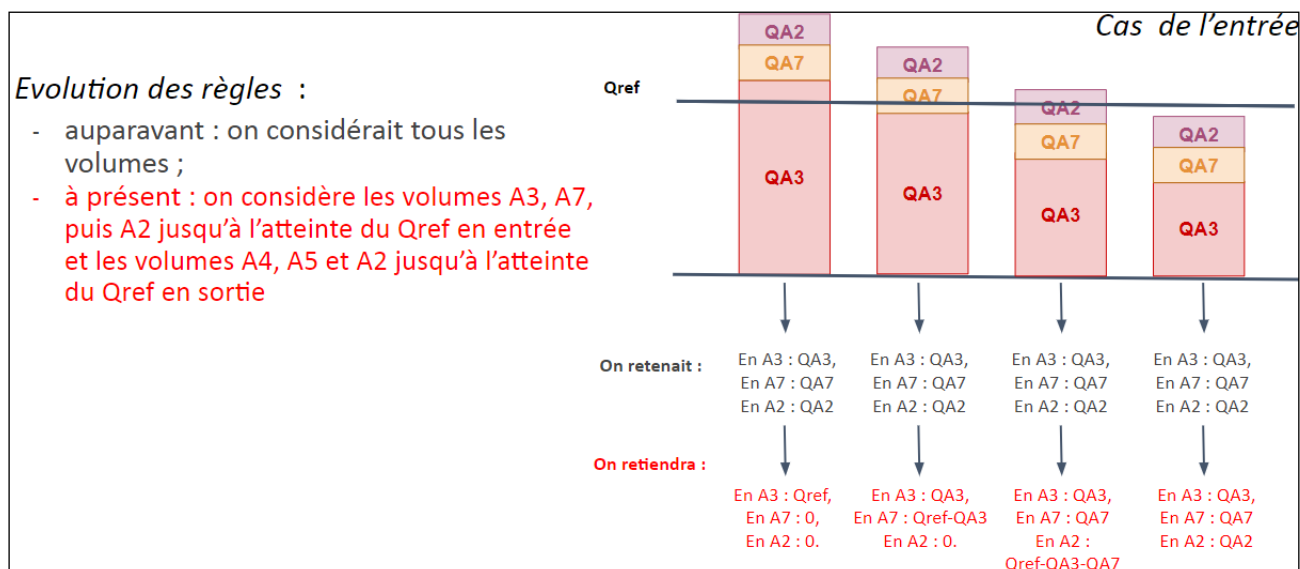 Cas de l'entrée
Evolution des règles :
- auparavant : on considérait tous les
volumes ;
- à présent : on considère les volumes A3, A7,
puis A2 jusqu'à l'atteinte du Qref en entrée
et les volumes A4, A5 et A2 jusqu'à l'atteinte
du Qref en sortie
Qref
QA2
QA7
QA3
QA2
QA7
QA3
QA2
QA7
QA3
QA2
QA7
QA3
On retenait :
En A3 : QA3,
En A7 : QA7
En A2 : QA2
En A3 : QA3,
En A7 : QA7
En A2 : QA2
En A3 : QA3,
En A7 : QA7
En A2 : QA2
En A3 : QA3,
En A7 : QA7
En A2 : QA2
On retiendra :
En A3 : Qref,
En A7 : 0,
En A2 : 0.
En A3 : QA3,
En A7 : Qref-QA3
En A2 : 0.
En A3 : QA3,
En A7 : QA7
En A2 :
Qref-QA3-QA7
En A3 : QA3,
En A7 : QA7
En A2 : QA2